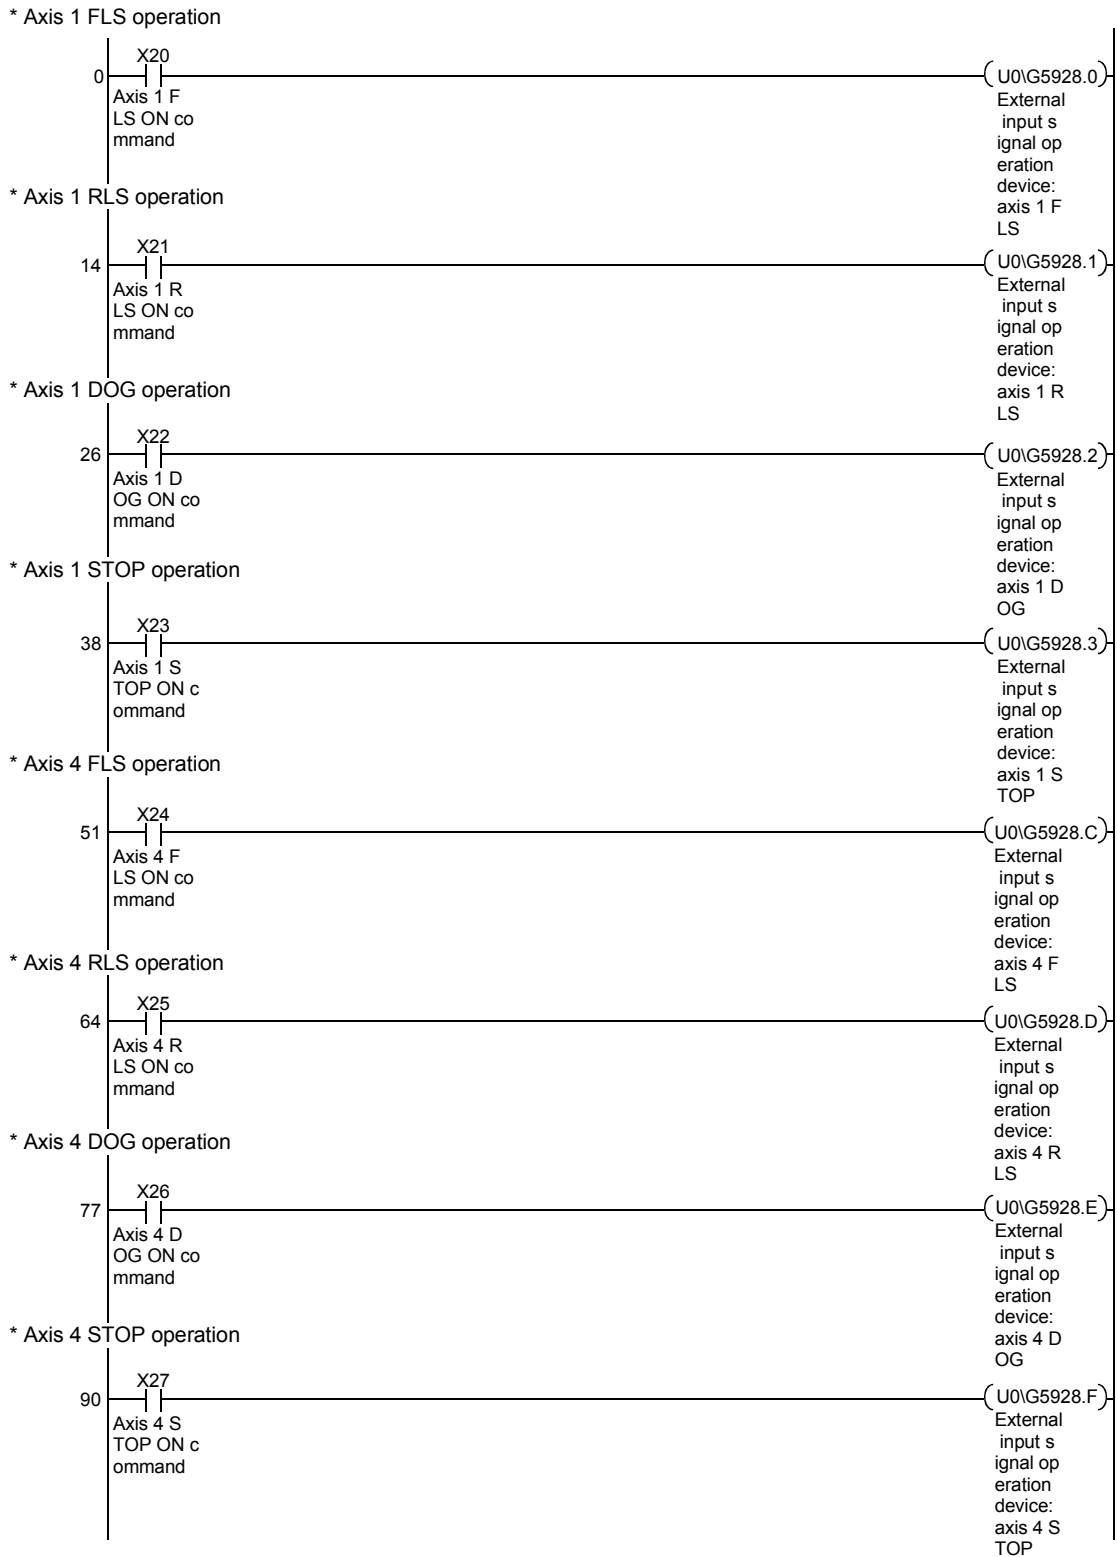 * Axis 1 FLS operation
X20
0
U0\G5928.0
Axis 1 F
LS ON co
mmand
External
input s
ignal op
eration
device:
axis 1 F
LS
* Axis 1 RLS operation
X21
14
U0\G5928.1
Axis 1 R
LS ON co
mmand
External
input s
ignal op
eration
device:
axis 1 R
LS
* Axis 1 DOG operation
X22
26
U0\G5928.2
Axis 1 D
OG ON co
mmand
External
input s
ignal op
eration
device:
axis 1 D
OG
* Axis 1 STOP operation
X23
38
U0\G5928.3
Axis 1 S
TOP ON c
ommand
External
input s
ignal op
eration
device:
axis 1 S
TOP
* Axis 4 FLS operation
X24
51
U0\G5928.C
Axis 4 F
LS ON co
mmand
External
input s
ignal op
eration
device:
axis 4 F
LS
* Axis 4 RLS operation
X25
64
U0\G5928.D
Axis 4 R
LS ON co
mmand
External
input s
ignal op
eration
device:
axis 4 R
LS
* Axis 4 DOG operation
X26
77
U0\G5928.E
Axis 4 D
OG ON co
mmand
External
input s
ignal op
eration
device:
axis 4 D
OG
* Axis 4 STOP operation
X27
90
U0\G5928.F
Axis 4 S
TOP ON c
ommand
External
input s
ignal op
eration
device:
axis 4 S
TOP